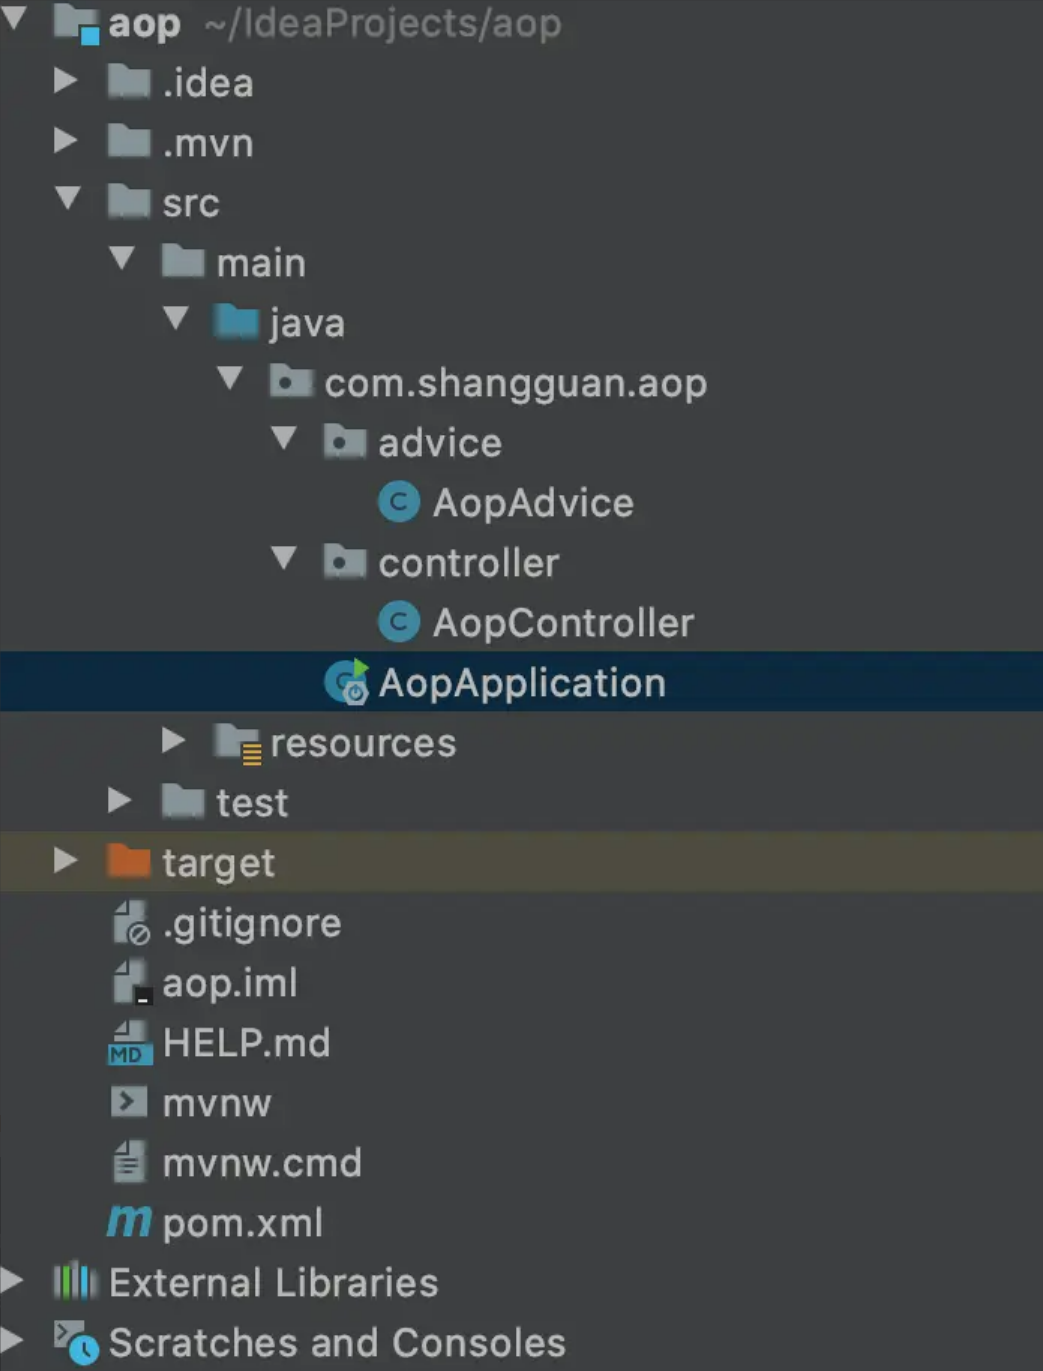 aop ~/IdeaProjects/aop
.idea
.mvn
src
main
java
com.shangguan.aop
advice
C AopAdvice
controller
C AopController
C AopApplication
resources
test
target
.gitignore
aop.iml
MD HELP.md
mvnw
mvnw.cmd
m pom.xml
External Libraries
Scratches and Consoles